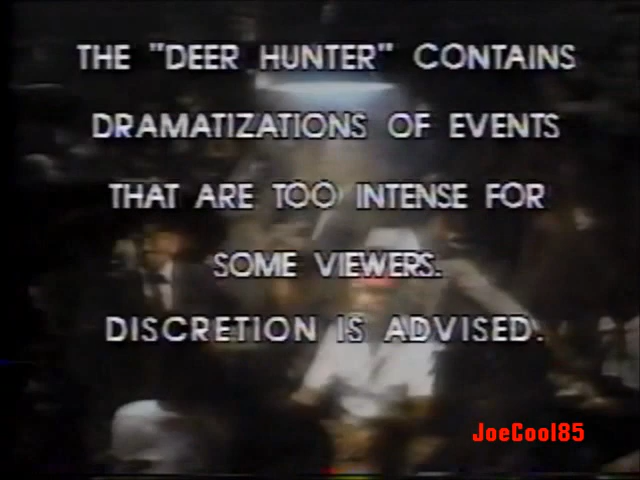 THE "DEER HUNTER" CONTAINS
DRAMATIZATIONS OF EVENTS
THAT ARE TOO INTENSE FOR
SOME VIEWERS.
DISCRETION IS ADVISED.
JoeCool85